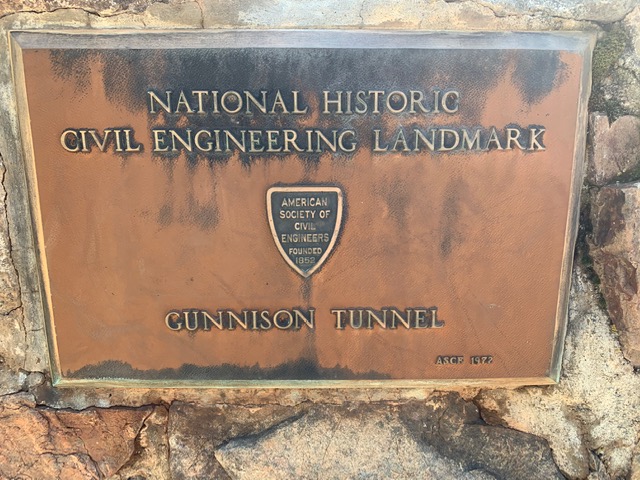 NATIONAL HISTORIC
CIVIL ENGINEERING LANDMARK
AMERICAN
SOCIETY OF
CIVIL
ENGINEERS
FOUNDED
1852
GUNNISON TUNNEL
ASCE 1972